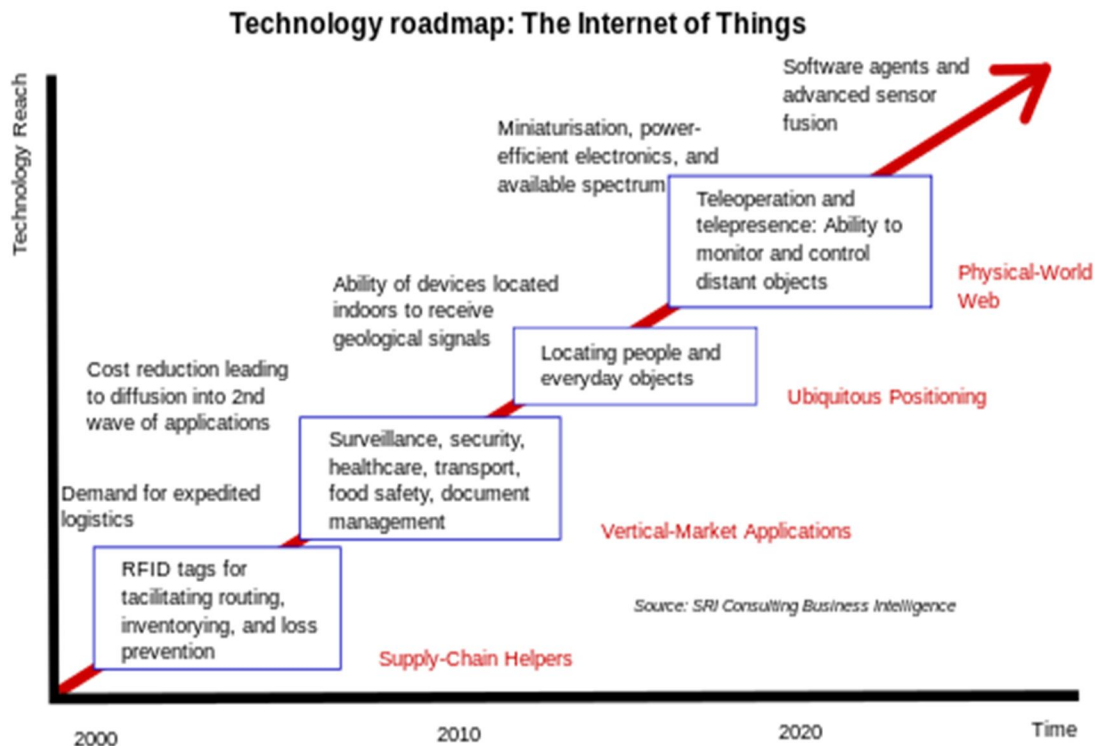 Technology roadmap: The Internet of Things
Technology Reach
Software agents and
advanced sensor
fusion
Miniaturisation, power-
efficient electronics, and
available spectrum
Teleoperation and
telepresence: Ability to
monitor and control
distant objects
Physical-World
Web
Ability of devices located
indoors to receive
geological signals
Locating people and
everyday objects
Ubiquitous Positioning
Cost reduction leading
to diffusion into 2nd
wave of applications
Surveillance, security,
healthcare, transport,
food safety, document
management
Vertical-Market Applications
Demand for expedited
logistics
RFID tags for
tacilitating routing,
inventorying, and loss
prevention
Supply-Chain Helpers
Source: SRI Consulting Business Intelligence
2000
2010
2020
Time